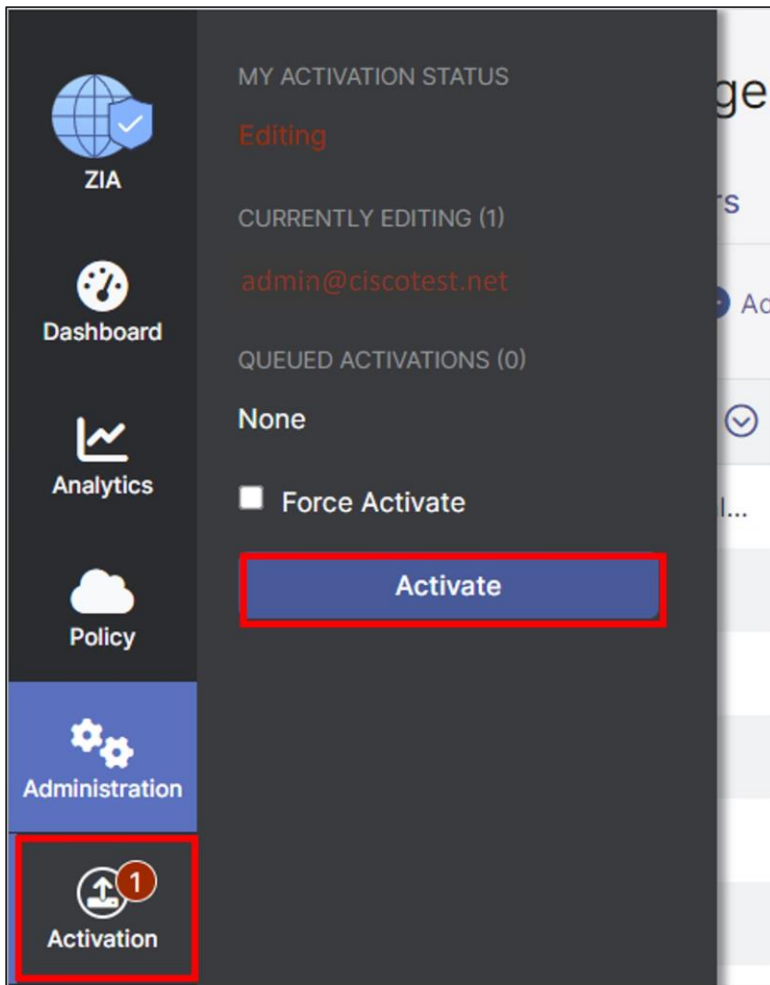 ZIA
Dashboard
Analytics
Policy
Administration
1
Activation
MY ACTIVATION STATUS
Editing
CURRENTLY EDITING (1)
admin@ciscotest.net
QUEUED ACTIVATIONS (0)
None
Force Activate
Activate
ge
rs
Ad
l...